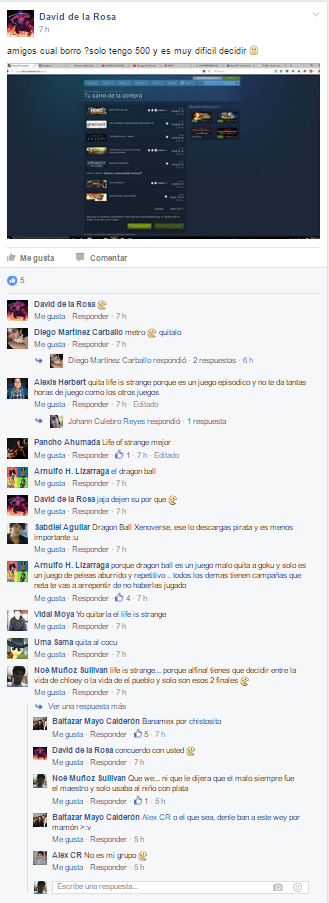 David de la Rosa
7 h
amigos cual borro ?solo tengo 500 y es muy dificil decidir
Tu carro de la compra
Me gusta Comentar
5
David de la Rosa
Me gusta · Responder · 7 h
Diego Martínez Carballo metro quitalo
Me gusta · Responder · 7 h
Diego Martínez Carballo respondió · 2 respuestas · 6 h
Alexis Herbert quita life is strange porque es un juego episodico y no te da tantas
horas de juego como los otros juegos
Me gusta · Responder · 7 h · Editado
Johann Culebro Reyes respondió · 1 respuesta
Pancho Ahumada Life of strange mejor
Me gusta · Responder · 1 · 7 h · Editado
Arnulfo H. Lizarraga el dragon ball
Me gusta · Responder · 7 h
David de la Rosa jaja dejen su por que
Me gusta · Responder · 7 h
Sabdiel Aguilar Dragon Ball Xenoverse, ese lo descargas pirata y es menos
importante :u
Me gusta · Responder · 7 h
Arnulfo H. Lizarraga porque dragon ball es un juego malo quita a goku y solo es
un juego de peleas aburrido y repetitivo .. todos los demas tienen campañas que
neta te vas a arrepentir de no haberlas jugado
Me gusta · Responder · 4 · 7 h
Vidal Moya Yo quitaría el life is strange
Me gusta · Responder · 7 h
Uma Sama quita al cocu
Me gusta · Responder · 7 h
Noé Muñoz Sullivan life is strange... porque alfinal tienes que decidir entre la
vida de chloey o la vida de el pueblo y solo son esos 2 finales
Me gusta · Responder · 7 h
Ver una respuesta más
Baltazar Mayo Calderón Banamex por chistosito
Me gusta · Responder · 5 · 7 h
David de la Rosa concuerdo con usted
Me gusta · Responder · 7 h
Noé Muñoz Sullivan Que we... ni que le dijera que el malo siempre fue
el maestro y solo usaba al niño con plata
Me gusta · Responder · 1 · 5 h
Baltazar Mayo Calderón Alex CR o el que sea, denle ban a este wey por
mamón >:v
Me gusta · Responder · 5 h
Alex CR No es mi grupo
Me gusta · Responder · 5 h
Escribe una respuesta...